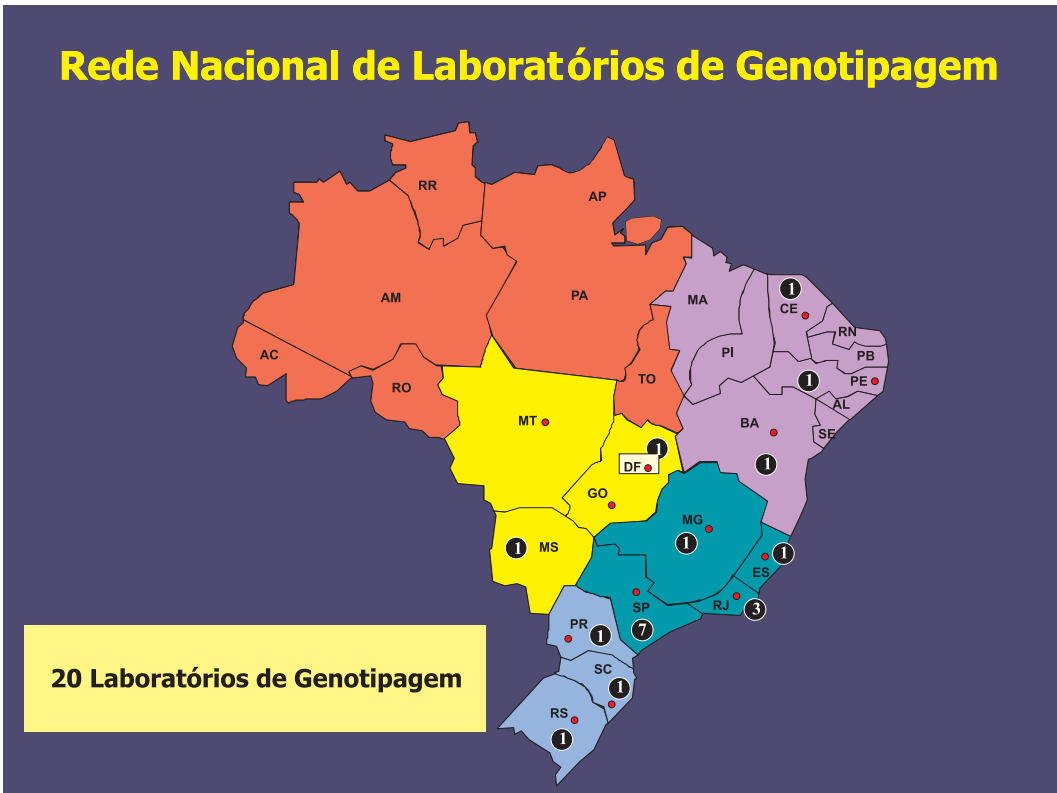 Rede Nacional de Laboratórios de Genotipagem
RR
AP
AM
PA
MA
1
CE
RN
PI
PB
AC
RO
TO
1
PE
AL
MT
BA
SE
1
DF
1
GO
MG
1
1
MS
1
ES
SP
RJ
3
PR
1
7
SC
1
20 Laboratórios de Genotipagem
RS
1